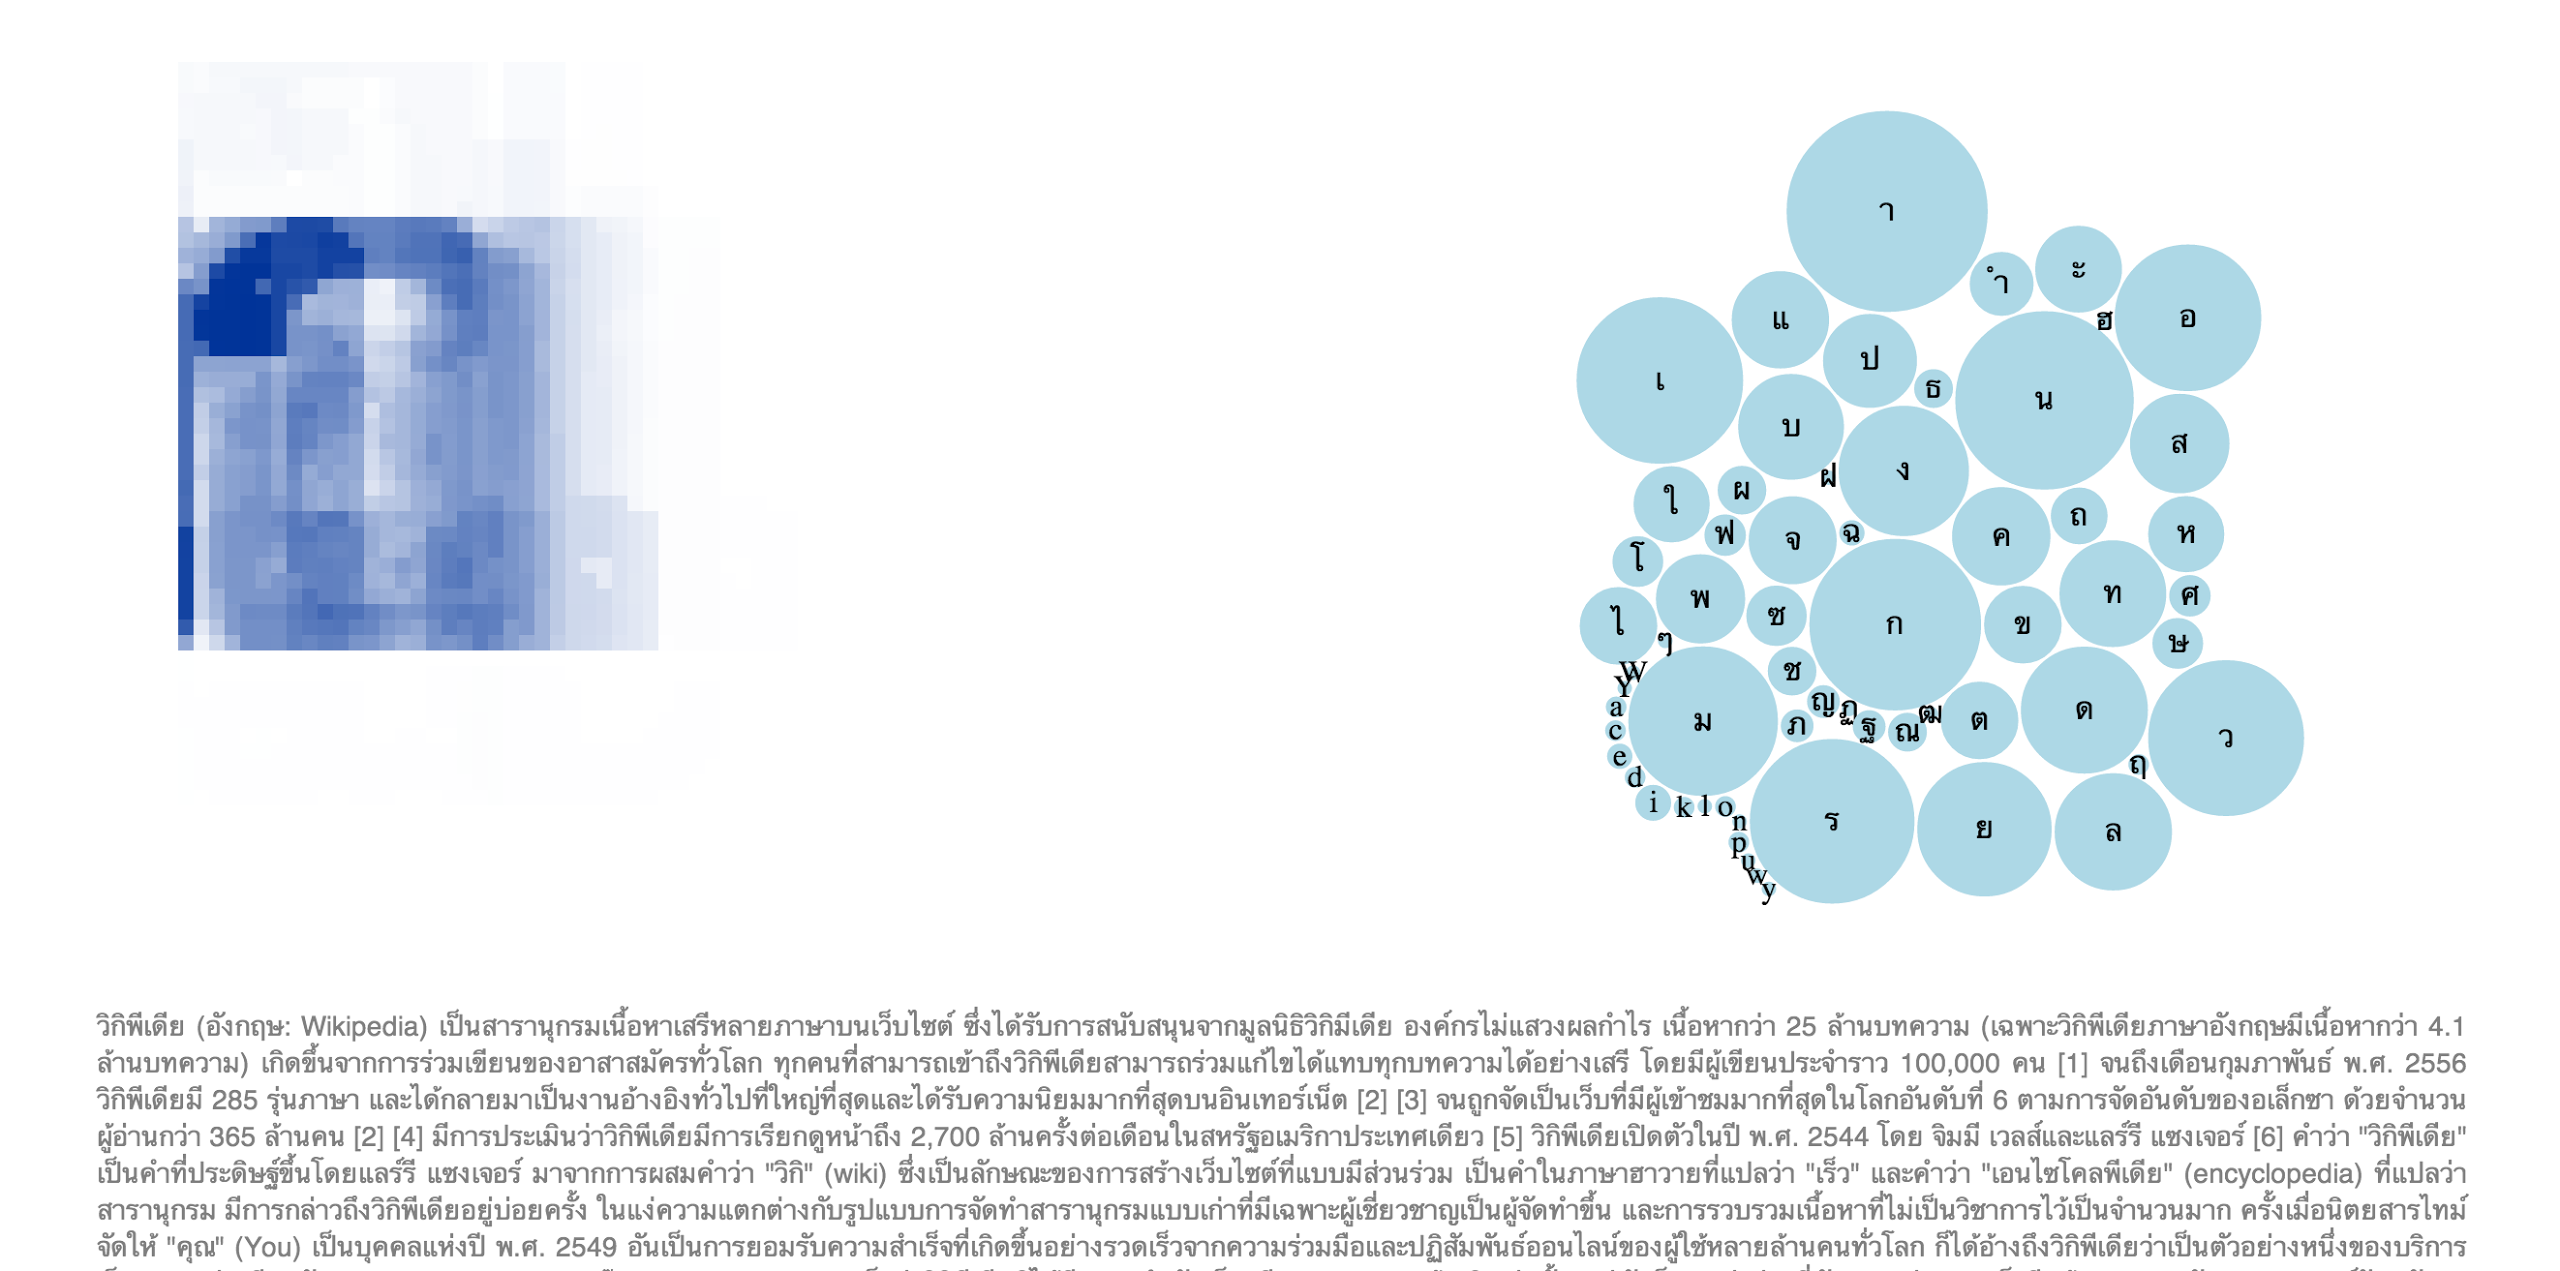 า
ำ
ะ
อ
ฮ
แ
เ
ป
ธ
น
บ
ส
ผ
ฝ
ง
ใ
ฟ
จ
ฉ
ค
ถ
ห
โ
พ
ซ
ก
ข
ท
ศ
ไ
ๆ
ษ
W
Y
ช
a
ม
ญ
ฏ
ภ
ฐ
ณ
ฒ
ต
ด
ว
c
e
ฤ
d
i
k
l
o
n
ร
ย
ล
p
u
w
y
วิกิพีเดีย (อังกฤษ: Wikipedia) เป็นสารานุกรมเนื้อหาเสรีหลายภาษาบนเว็บไซต์ ซึ่งได้รับการสนับสนุนจากมูลนิธิวิกิมีเดีย องค์กรไม่แสวงผลกำไร เนื้อหากว่า 25 ล้านบทความ (เฉพาะวิกิพีเดียภาษาอังกฤษมีเนื้อหากว่า 4.1
ล้านบทความ) เกิดขึ้นจากการร่วมเขียนของอาสาสมัครทั่วโลก ทุกคนที่สามารถเข้าถึงวิกิพีเดียสามารถร่วมแก้ไขได้แทบทุกบทความได้อย่างเสรี โดยมีผู้เขียนประจำราว 100,000 คน [1] จนถึงเดือนกุมภาพันธ์ พ.ศ. 2556
วิกิพีเดียมี 285 รุ่นภาษา และได้กลายมาเป็นงานอ้างอิงทั่วไปที่ใหญ่ที่สุดและได้รับความนิยมมากที่สุดบนอินเทอร์เน็ต [2] [3] จนถูกจัดเป็นเว็บที่มีผู้เข้าชมมากที่สุดในโลกอันดับที่ 6 ตามการจัดอันดับของอเล็กซา ด้วยจำนวน
ผู้อ่านกว่า 365 ล้านคน [2] [4] มีการประเมินว่าวิกิพีเดียมีการเรียกดูหน้าถึง 2,700 ล้านครั้งต่อเดือนในสหรัฐอเมริกาประเทศเดียว [5] วิกิพีเดียเปิดตัวในปี พ.ศ. 2544 โดย จิมมี เวลส์และแลร์รี แซงเจอร์ [6] คำว่า "วิกิพีเดีย"
เป็นคำที่ประดิษฐ์ขึ้นโดยแลร์รี แซงเจอร์ มาจากการผสมคำว่า "วิกิ" (wiki) ซึ่งเป็นลักษณะของการสร้างเว็บไซต์ที่แบบมีส่วนร่วม เป็นคำในภาษาฮาวายที่แปลว่า "เร็ว" และคำว่า "เอนไซโคลพีเดีย" (encyclopedia) ที่แปลว่า
สารานุกรม มีการกล่าวถึงวิกิพีเดียอยู่บ่อยครั้ง ในแง่ความแตกต่างกับรูปแบบการจัดทำสารานุกรมแบบเก่าที่มีเฉพาะผู้เชี่ยวชาญเป็นผู้จัดทำขึ้น และการรวบรวมเนื้อหาที่ไม่เป็นวิชาการไว้เป็นจำนวนมาก ครั้งเมื่อนิตยสารไทม์
จัดให้ "คุณ" (You) เป็นบุคคลแห่งปี พ.ศ. 2549 อันเป็นการยอมรับความสำเร็จที่เกิดขึ้นอย่างรวดเร็วจากความร่วมมือและปฏิสัมพันธ์ออนไลน์ของผู้ใช้หลายล้านคนทั่วโลก ก็ได้อ้างถึงวิกิพีเดียว่าเป็นตัวอย่างหนึ่งของบริการ